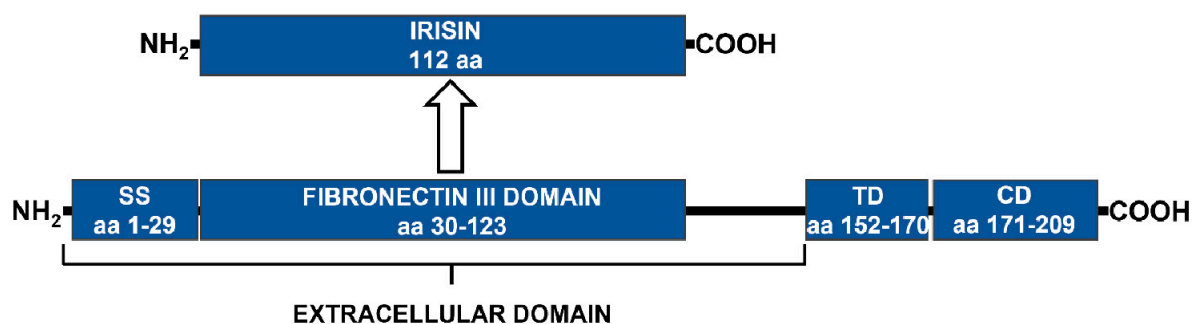 IRISIN
NH2 COOH
112 aa
SS FIBRONECTIN III DOMAIN TD CD
NH2 COOH
aa 1-29 aa 30-123 aa 152-170 aa 171-209
EXTRACELLULAR DOMAIN